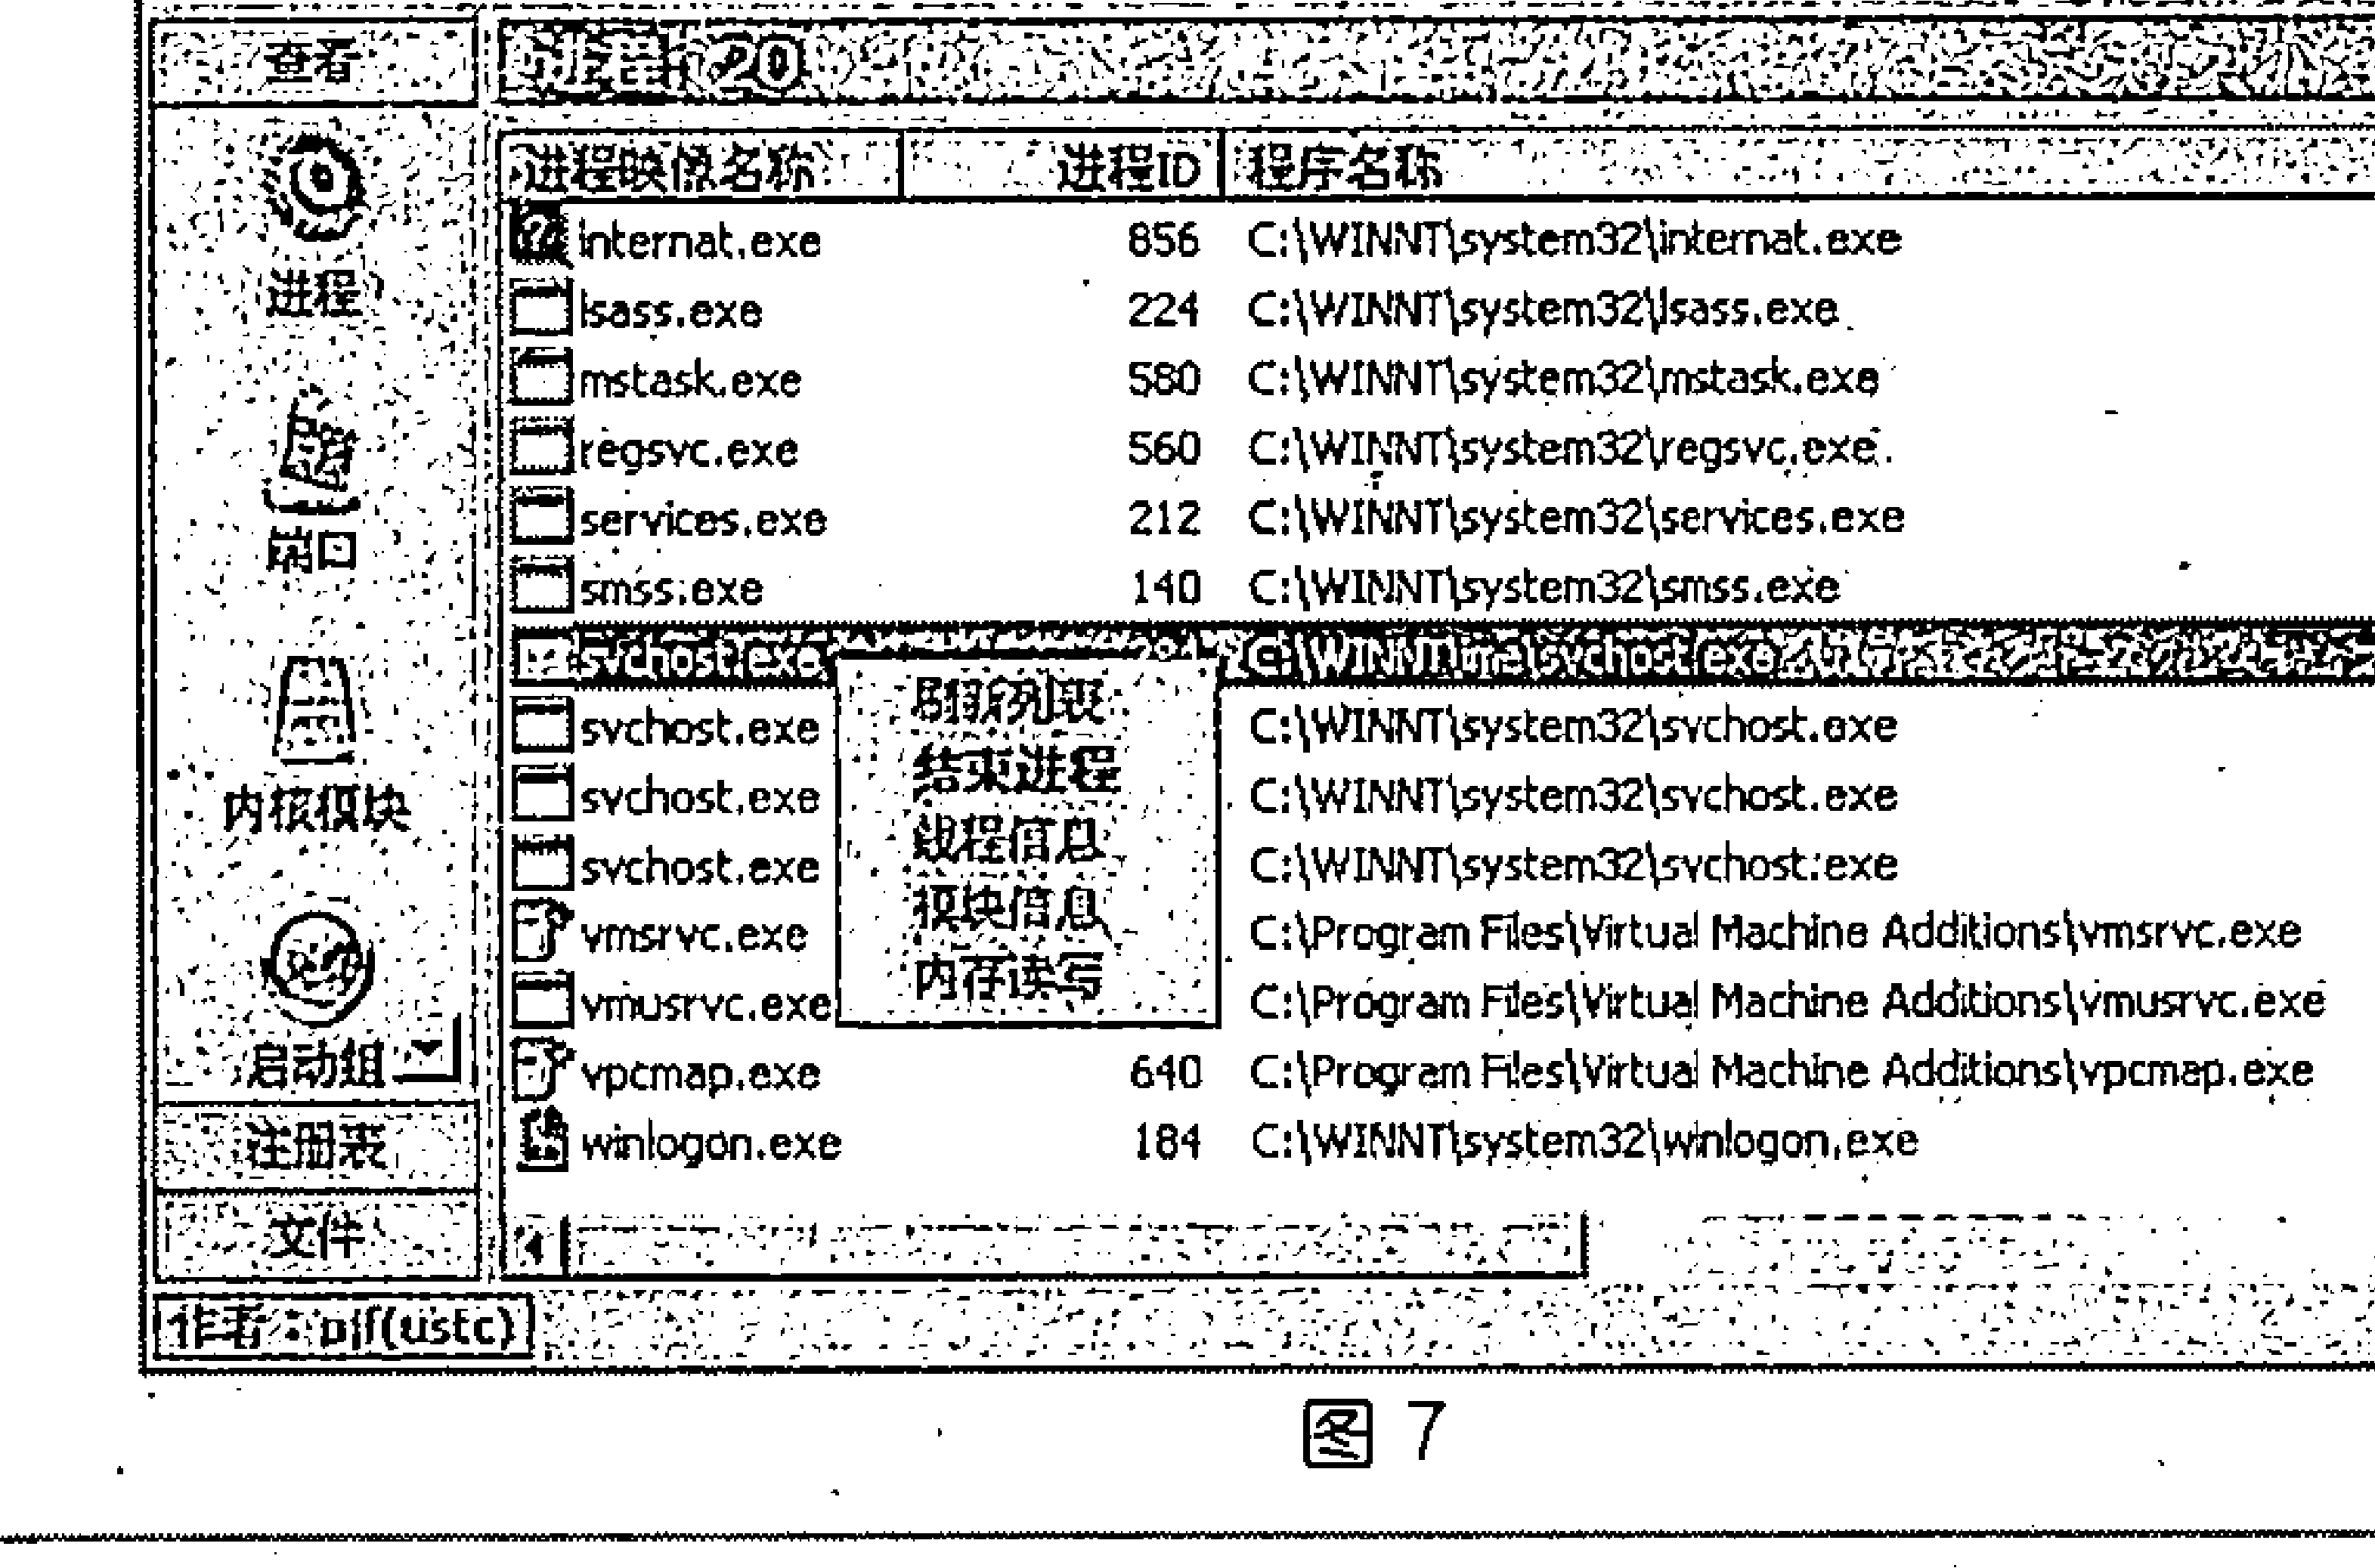 查看
进程: 20
进程映像名称 进程ID 程序名称
internat.exe 856 C:\WINNT\system32\internat.exe
lsass.exe 224 C:\WINNT\system32\lsass.exe
进程
mstask.exe 580 C:\WINNT\system32\mstask.exe
regsvc.exe 560 C:\WINNT\system32\regsvc.exe
services.exe 212 C:\WINNT\system32\services.exe
端口
smss.exe 140 C:\WINNT\system32\smss.exe
svchost.exe C:\WINNT\ime\svchost.exe
刷新列表
svchost.exe C:\WINNT\system32\svchost.exe
结束进程
svchost.exe C:\WINNT\system32\svchost.exe
内核模块
线程信息
svchost.exe C:\WINNT\system32\svchost.exe
模块信息
vmsrvc.exe C:\Program Files\Virtual Machine Additions\vmsrvc.exe
内存读写
vmusrvc.exe C:\Program Files\Virtual Machine Additions\vmusrvc.exe
启动组
vpcmap.exe 640 C:\Program Files\Virtual Machine Additions\vpcmap.exe
注册表
winlogon.exe 184 C:\WINNT\system32\winlogon.exe
文件
作者: pjf(ustc)
图 7